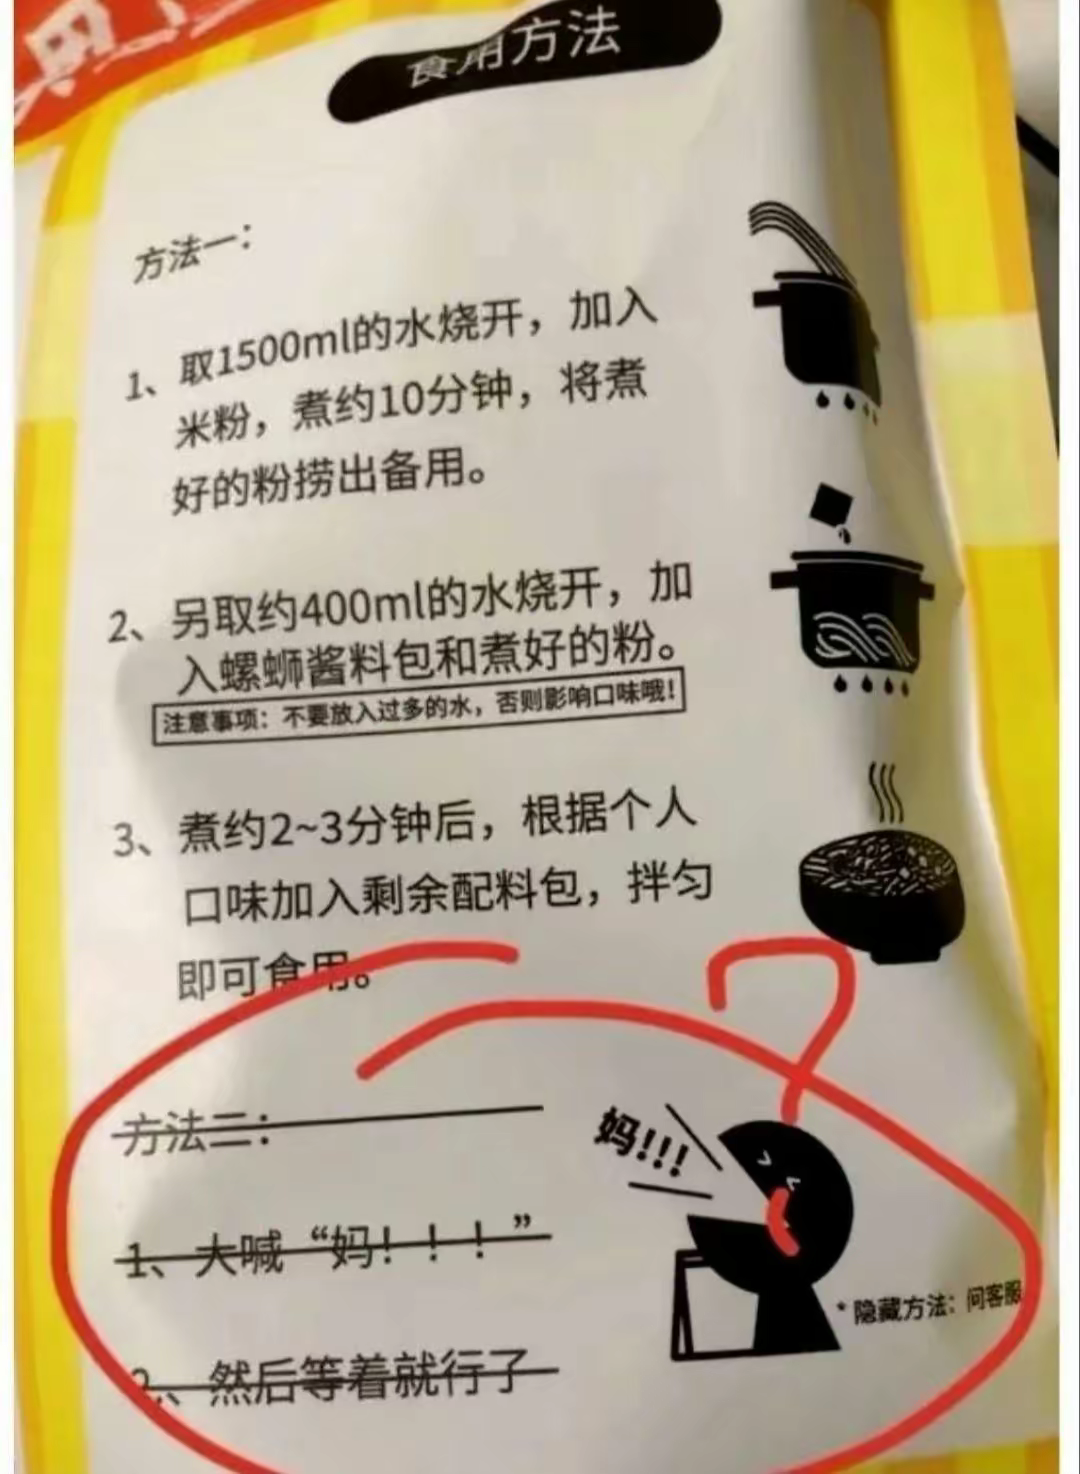 食用方法
方法一：
1、取1500ml的水烧开，加入
米粉，煮约10分钟，将煮
好的粉捞出备用。
2、另取约400ml的水烧开，加
入螺蛳酱料包和煮好的粉。
注意事项：不要放入过多的水，否则影响口味哦！
3、煮约2~3分钟后，根据个人
口味加入剩余配料包，拌匀
即可食用。
方法二：
妈!!!
1、大喊“妈！！！”
*隐藏方法：问客服
2、然后等着就行了